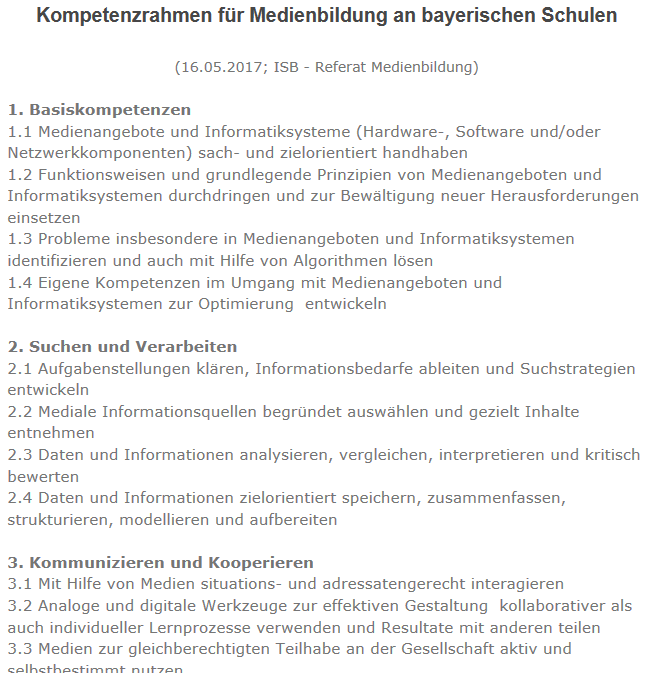 Kompetenzrahmen für Medienbildung an bayerischen Schulen
(16.05.2017; ISB - Referat Medienbildung)
1. Basiskompetenzen
1.1 Medienangebote und Informatiksysteme (Hardware-, Software und/oder
Netzwerkkomponenten) sach- und zielorientiert handhaben
1.2 Funktionsweisen und grundlegende Prinzipien von Medienangeboten und
Informatiksystemen durchdringen und zur Bewältigung neuer Herausforderungen
einsetzen
1.3 Probleme insbesondere in Medienangeboten und Informatiksystemen
identifizieren und auch mit Hilfe von Algorithmen lösen
1.4 Eigene Kompetenzen im Umgang mit Medienangeboten und
Informatiksystemen zur Optimierung  entwickeln
2. Suchen und Verarbeiten
2.1 Aufgabenstellungen klären, Informationsbedarfe ableiten und Suchstrategien
entwickeln
2.2 Mediale Informationsquellen begründet auswählen und gezielt Inhalte
entnehmen
2.3 Daten und Informationen analysieren, vergleichen, interpretieren und kritisch
bewerten
2.4 Daten und Informationen zielorientiert speichern, zusammenfassen,
strukturieren, modellieren und aufbereiten
3. Kommunizieren und Kooperieren
3.1 Mit Hilfe von Medien situations- und adressatengerecht interagieren
3.2 Analoge und digitale Werkzeuge zur effektiven Gestaltung  kollaborativer als
auch individueller Lernprozesse verwenden und Resultate mit anderen teilen
3.3 Medien zur gleichberechtigten Teilhabe an der Gesellschaft aktiv und
selbstbestimmt nutzen